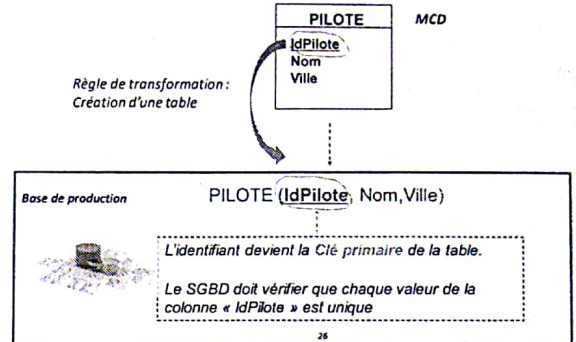 PILOTE
MCD
IdPilote
Nom
Ville
Règle de transformation :
Création d'une table
Base de production
PILOTE (IdPilote, Nom,Ville)
L'identifiant devient la Clé primaire de la table.
Le SGBD doit vérifier que chaque valeur de la
colonne « IdPilote » est unique
26